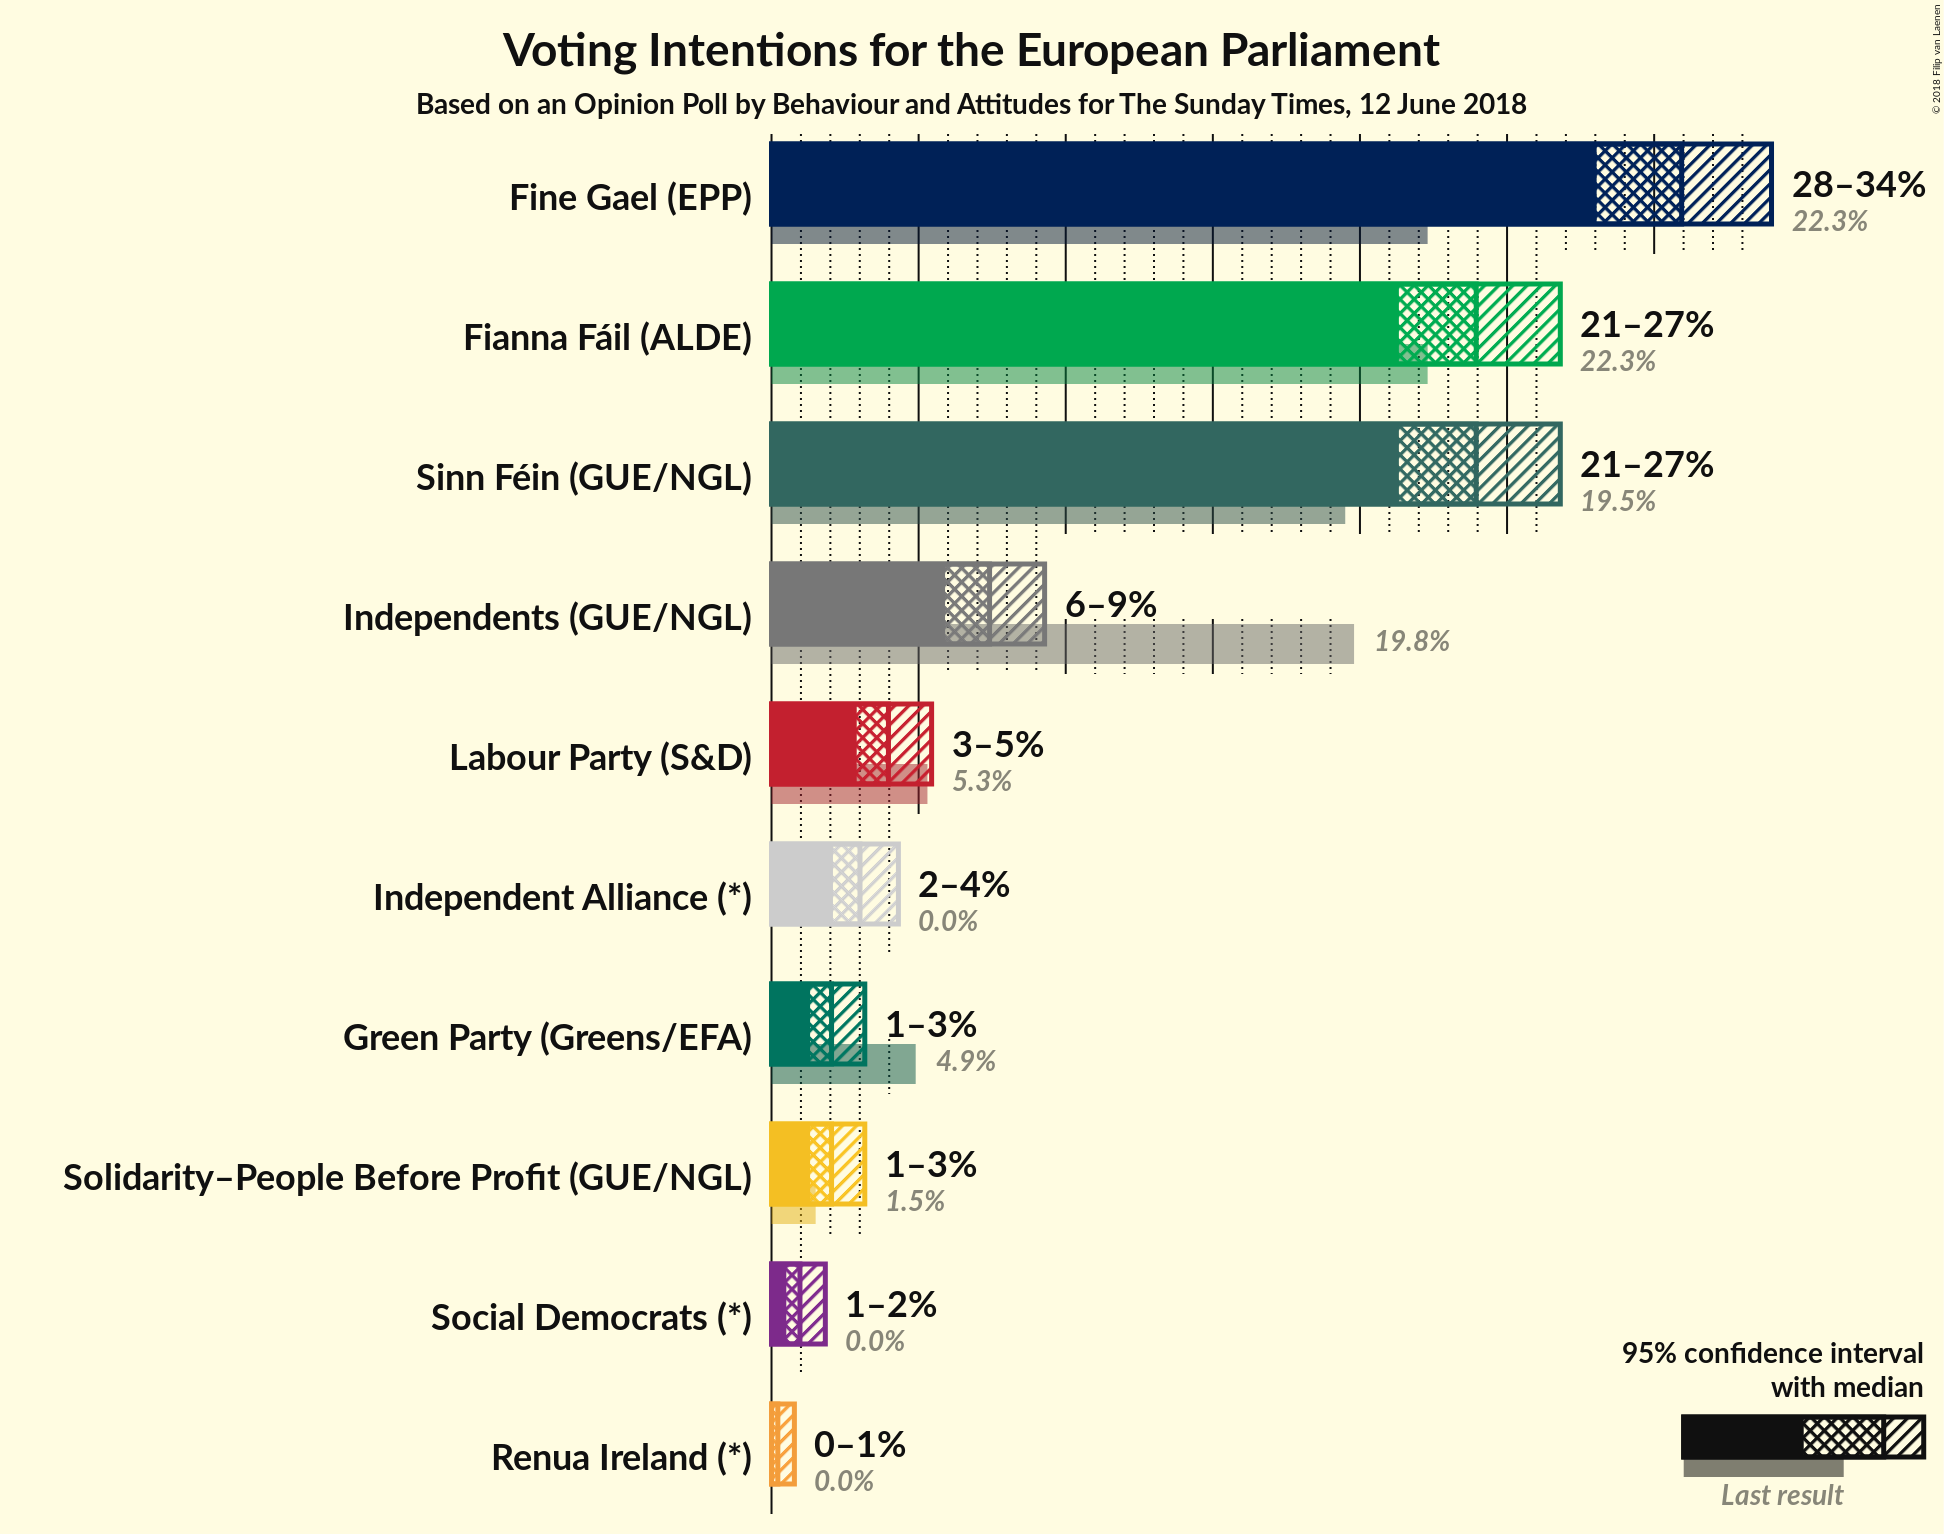 Voting Intentions for the European Parliament
Based on an Opinion Poll by Behaviour and Attitudes for The Sunday Times, 12 June 2018
© 2018 Filip van Laenen
Fine Gael (EPP)
28–34%
22.3%
Fianna Fáil (ALDE)
21–27%
22.3%
Sinn Féin (GUE/NGL)
21–27%
19.5%
Independents (GUE/NGL)
6–9%
19.8%
Labour Party (S&D)
3–5%
5.3%
Independent Alliance (*)
2–4%
0.0%
Green Party (Greens/EFA)
1–3%
4.9%
Solidarity–People Before Profit (GUE/NGL)
1–3%
1.5%
Social Democrats (*)
1–2%
0.0%
Renua Ireland (*)
0–1%
0.0%
95% confidence interval
with median
Last result